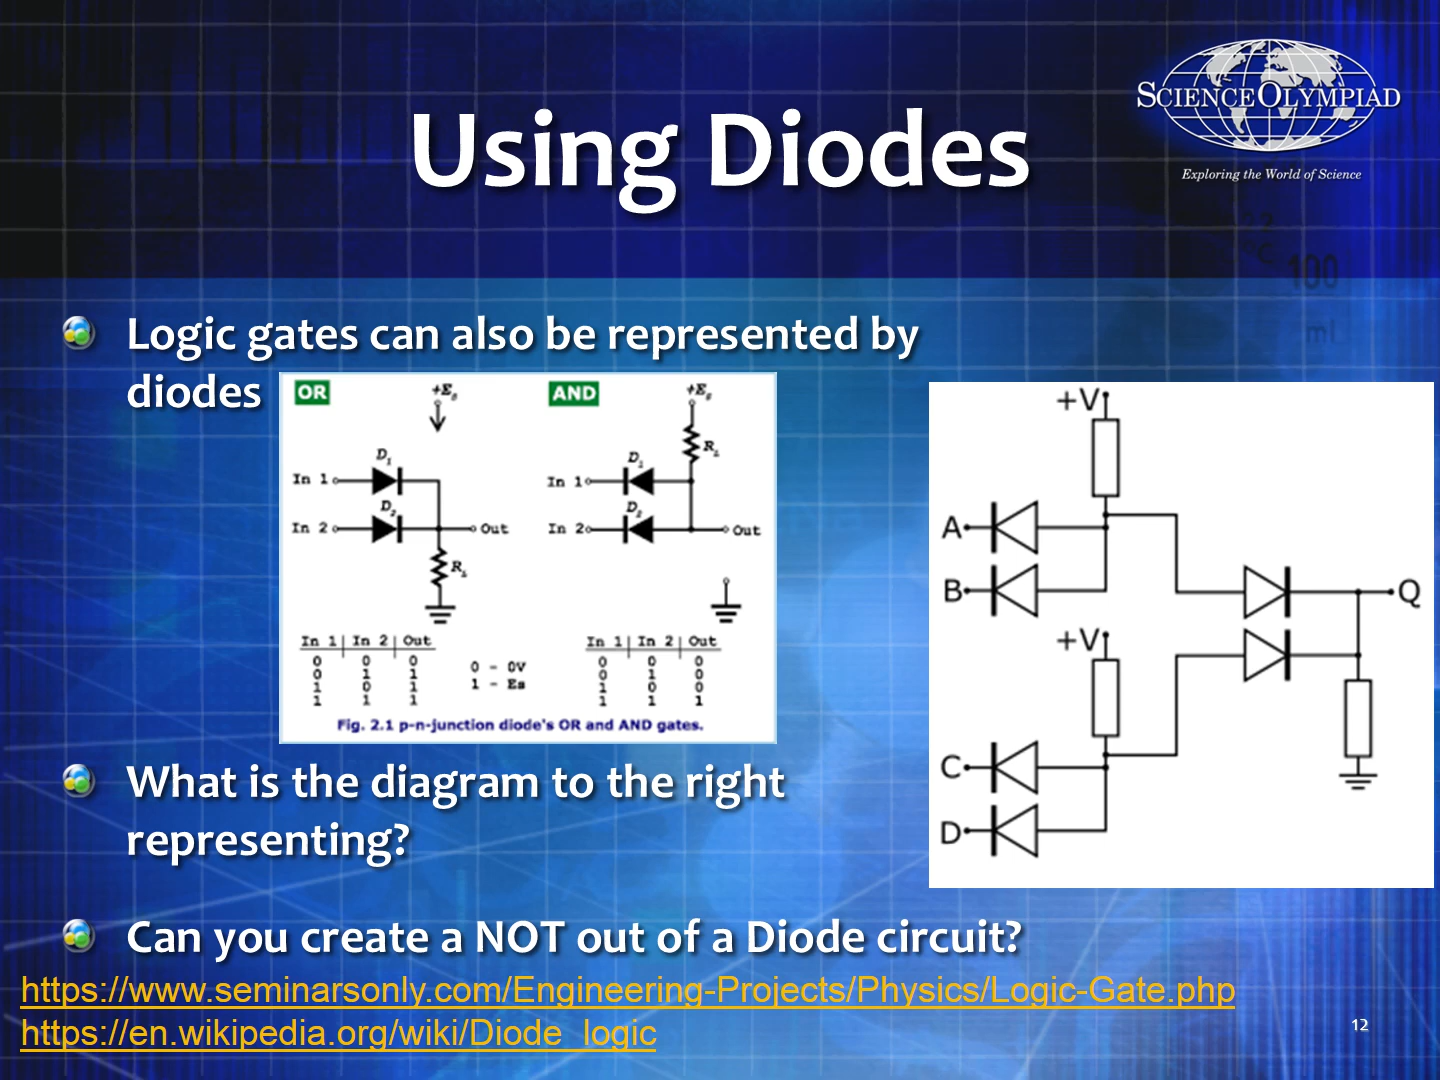 SCIENCE OLYMPIAD
Exploring the World of Science
Using Diodes
100
mL
Logic gates can also be represented by
diodes
OR
+Es
AND
+Es
D1
In 1
D2
In 2
Out
RL
D1
In 1
D2
In 2
Out
RL
In 1 | In 2 | Out
0 0 0
0 1 1
1 0 1
1 1 1
0 - 0V
1 - Es
In 1 | In 2 | Out
0 0 0
0 1 0
1 0 0
1 1 1
Fig. 2.1 p-n-junction diode's OR and AND gates.
+V
A
B
Q
+V
C
D
What is the diagram to the right
representing?
Can you create a NOT out of a Diode circuit?
https://www.seminarsonly.com/Engineering-Projects/Physics/Logic-Gate.php
https://en.wikipedia.org/wiki/Diode_logic
12